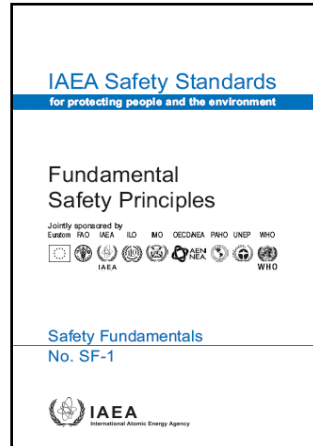 IAEA Safety Standards
for protecting people and the environment
Fundamental
Safety Principles
Jointly sponsored by
Euratom FAO IAEA ILO IMO OECD/NEA PAHO UNEP WHO
IAEA AEN NEA WHO
Safety Fundamentals
No. SF-1
IAEA
International Atomic Energy Agency